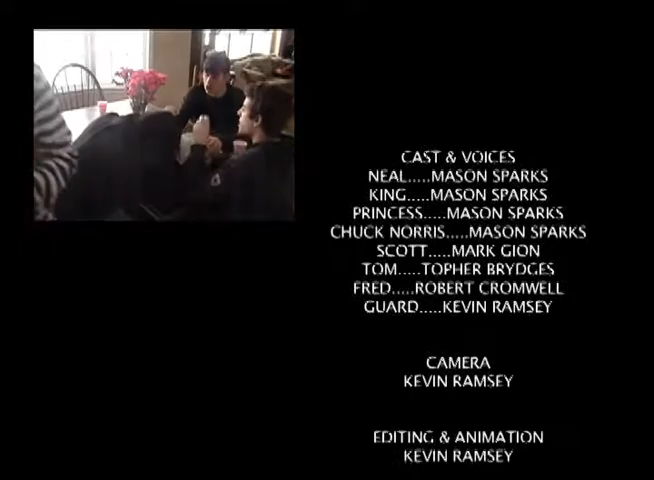 CAST & VOICES
NEAL.....MASON SPARKS
KING.....MASON SPARKS
PRINCESS.....MASON SPARKS
CHUCK NORRIS.....MASON SPARKS
SCOTT.....MARK GION
TOM.....TOPHER BRYDGES
FRED.....ROBERT CROMWELL
GUARD.....KEVIN RAMSEY
CAMERA
KEVIN RAMSEY
EDITING & ANIMATION
KEVIN RAMSEY